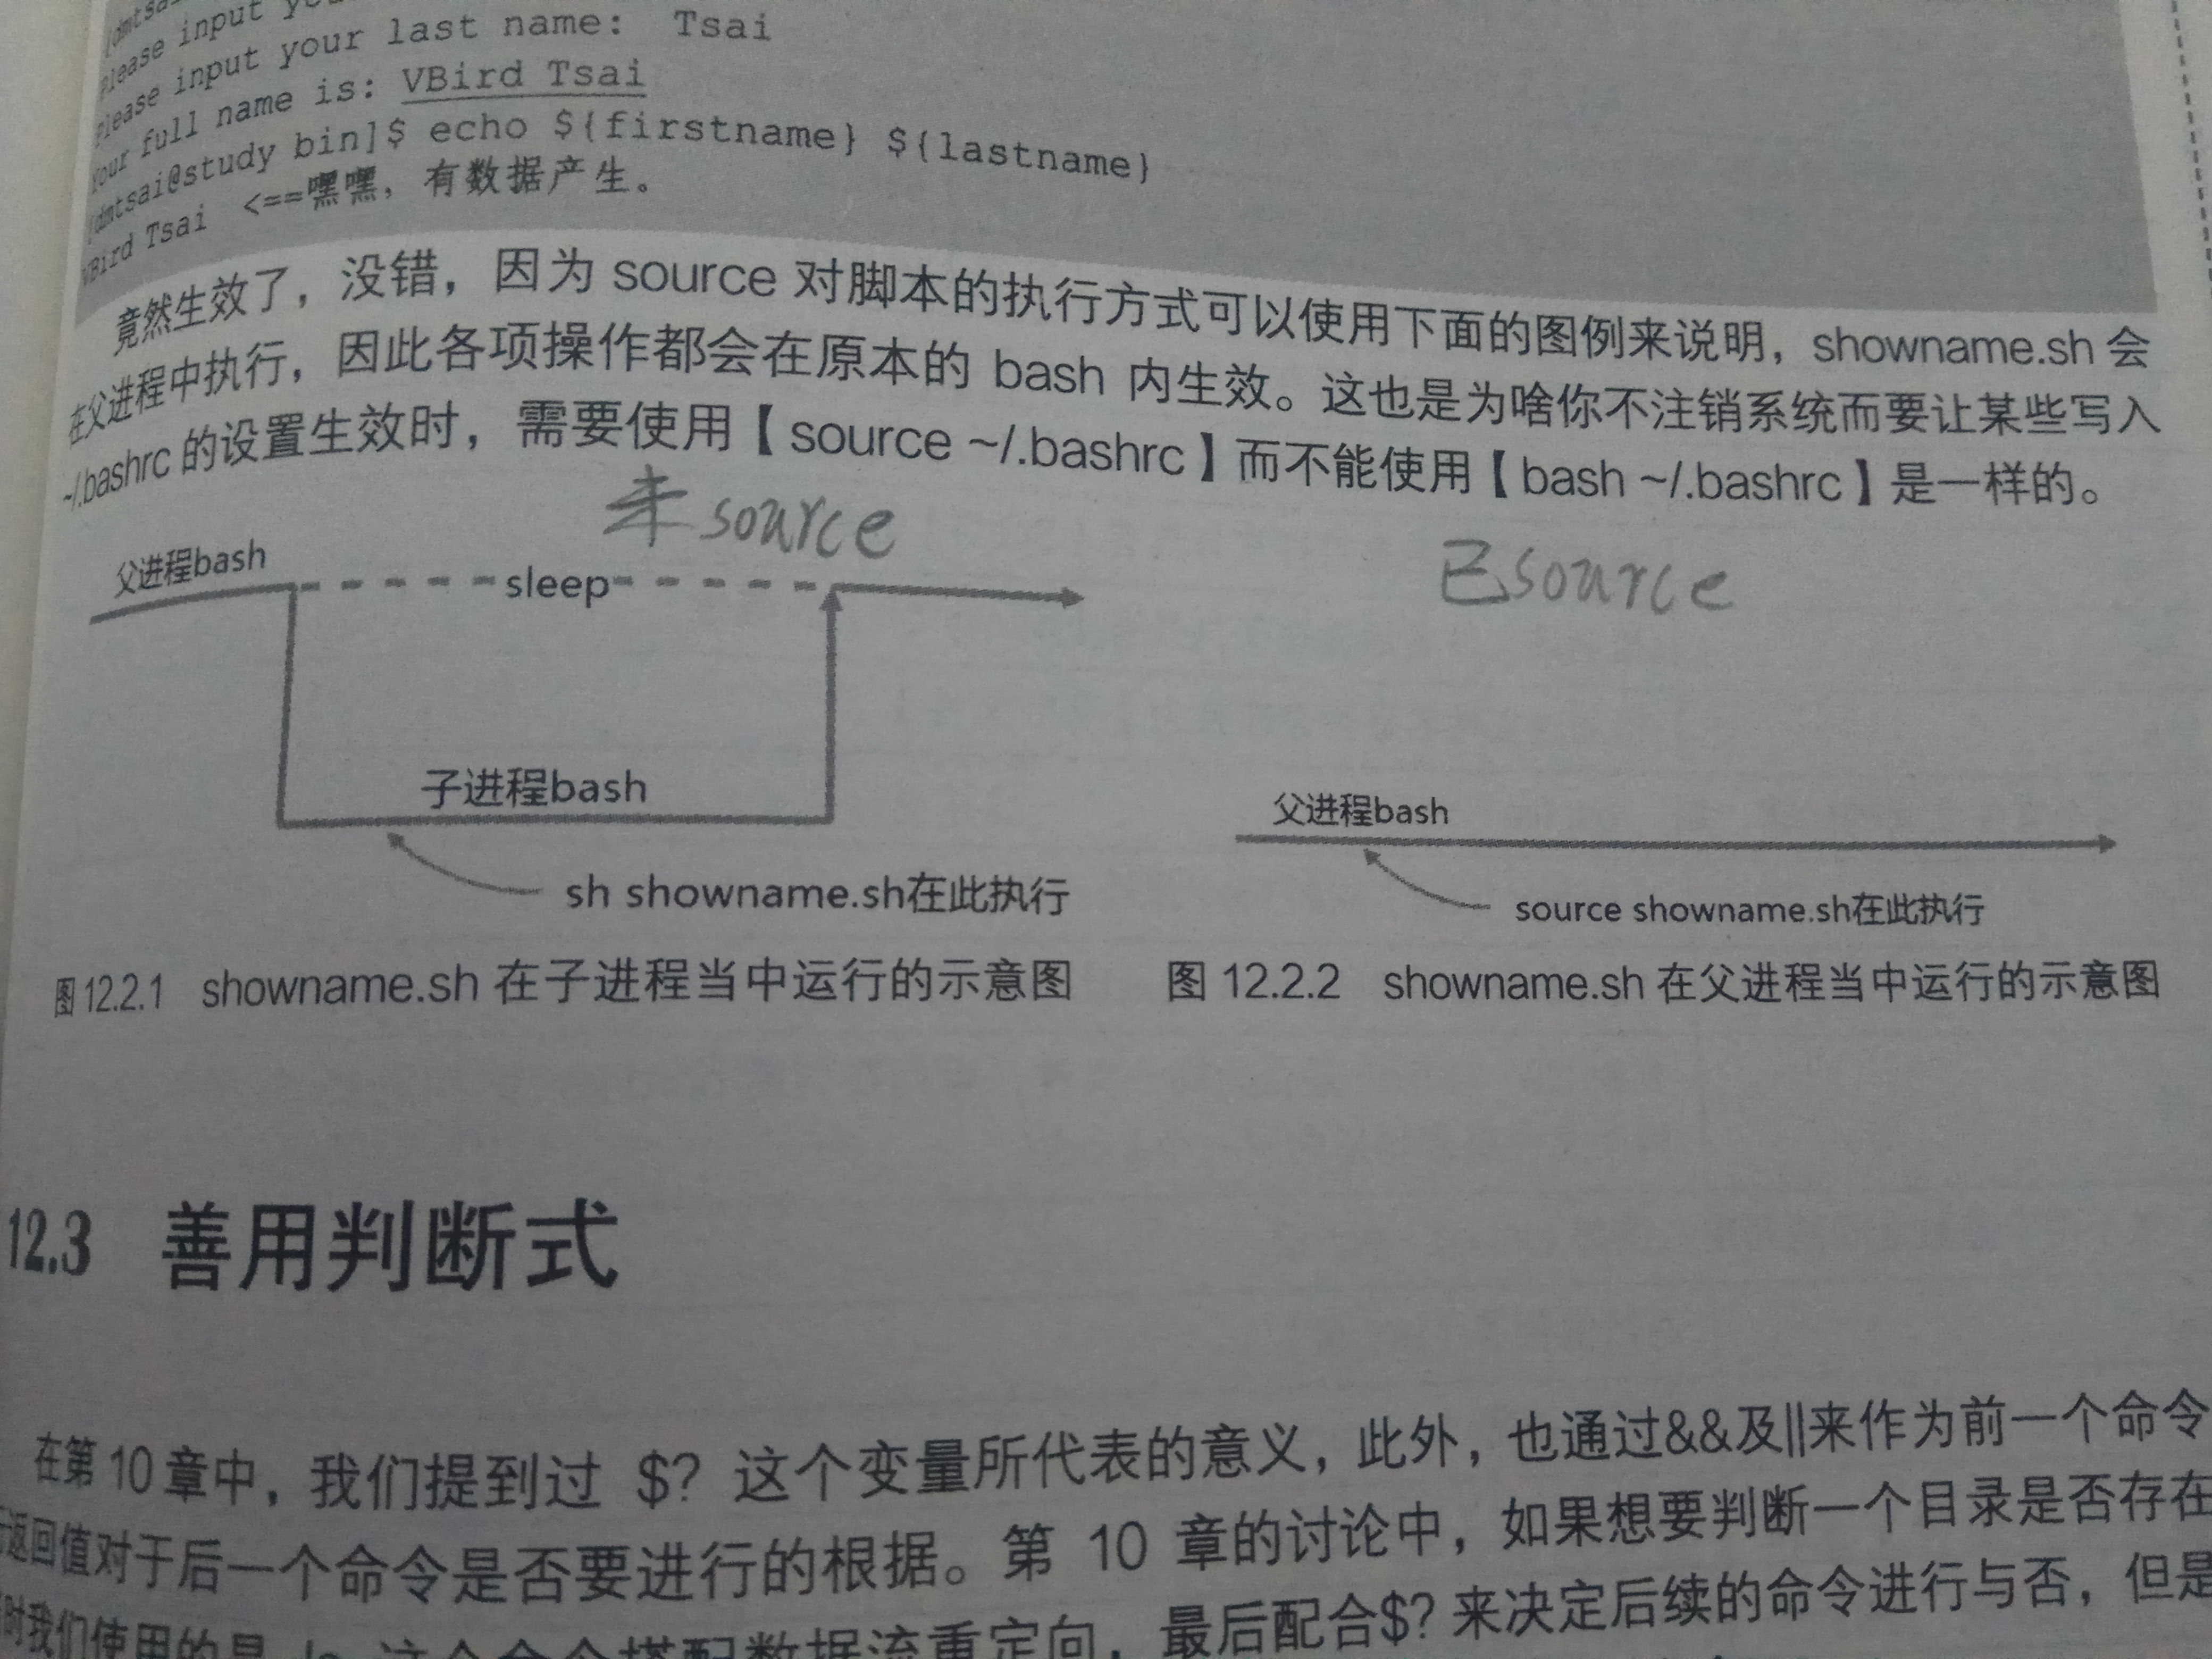 Please input
Please input your last name:  Tsai
Your full name is: VBird Tsai
[dmtsai@study bin]$ echo ${firstname} ${lastname}
VBird Tsai  <==嘿嘿，有数据产生。
竟然生效了，没错，因为 source 对脚本的执行方式可以使用下面的图例来说明，showname.sh 会
在父进程中执行，因此各项操作都会在原本的 bash 内生效。这也是为啥你不注销系统而要让某些写入
~/.bashrc 的设置生效时，需要使用【source ~/.bashrc】而不能使用【bash ~/.bashrc】是一样的。
未source
已source
父进程bash
sleep
子进程bash
sh showname.sh在此执行
父进程bash
source showname.sh在此执行
图 12.2.1 showname.sh 在子进程当中运行的示意图
图 12.2.2 showname.sh 在父进程当中运行的示意图
12.3 善用判断式
在第 10 章中，我们提到过 $? 这个变量所代表的意义，此外，也通过&&及||来作为前一个命令
返回值对于后一个命令是否要进行的根据。第 10 章的讨论中，如果想要判断一个目录是否存在
时我们使用的是 ls 这个命令搭配数据流重定向，最后配合$? 来决定后续的命令进行与否，但是